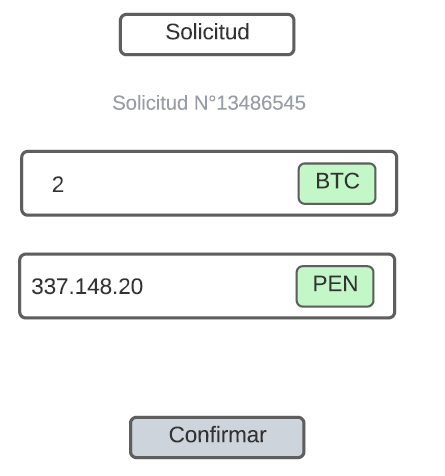 Solicitud
Solicitud N°13486545
2 BTC
337.148.20 PEN
Confirmar